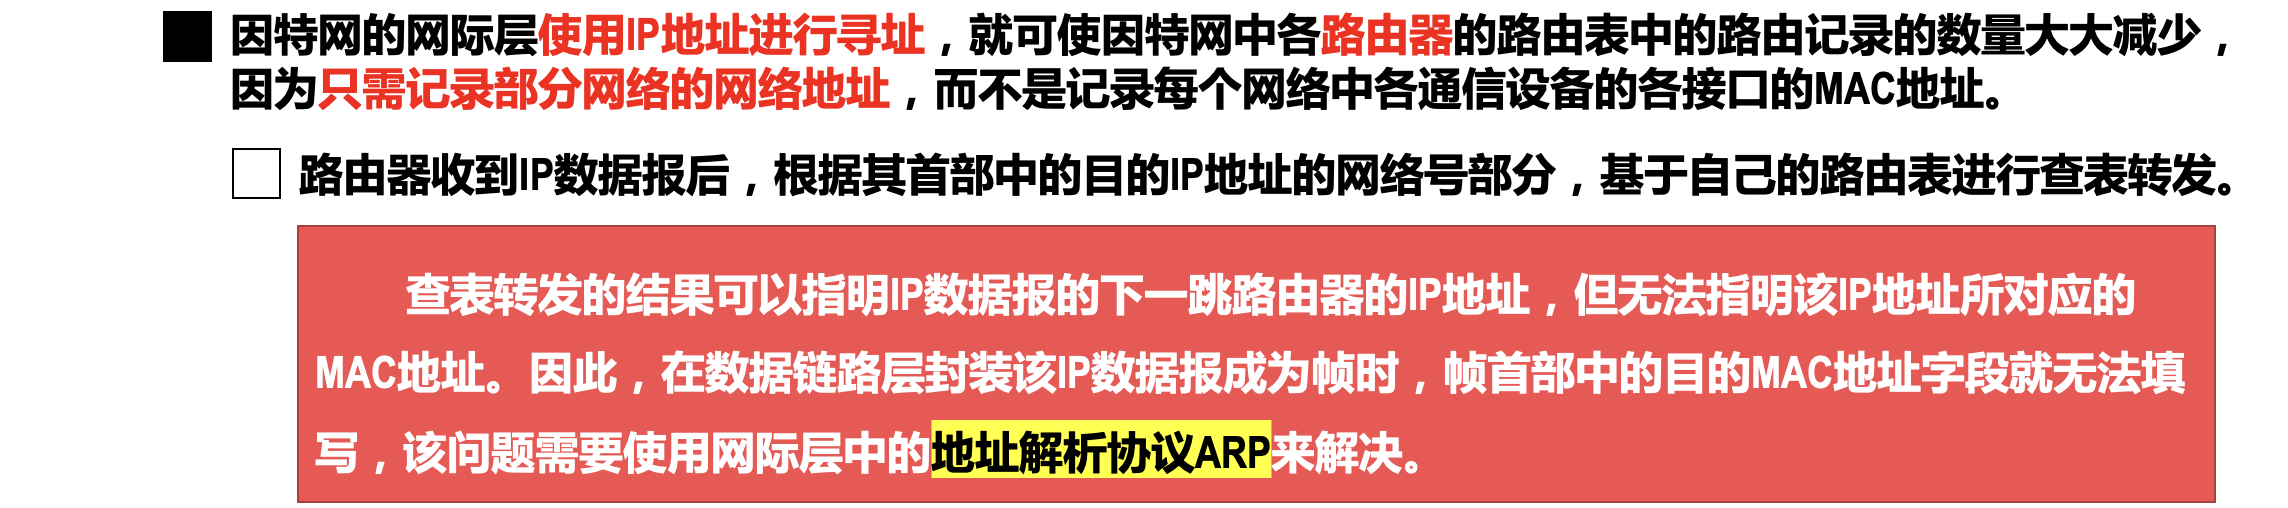 因特网的网际层使用IP地址进行寻址，就可使因特网中各路由器的路由表中的路由记录的数量大大减少，
因为只需记录部分网络的网络地址，而不是记录每个网络中各通信设备的各接口的MAC地址。
路由器收到IP数据报后，根据其首部中的目的IP地址的网络号部分，基于自己的路由表进行查表转发。
查表转发的结果可以指明IP数据报的下一跳路由器的IP地址，但无法指明该IP地址所对应的
MAC地址。因此，在数据链路层封装该IP数据报成为帧时，帧首部中的目的MAC地址字段就无法填
写，该问题需要使用网际层中的地址解析协议ARP来解决。